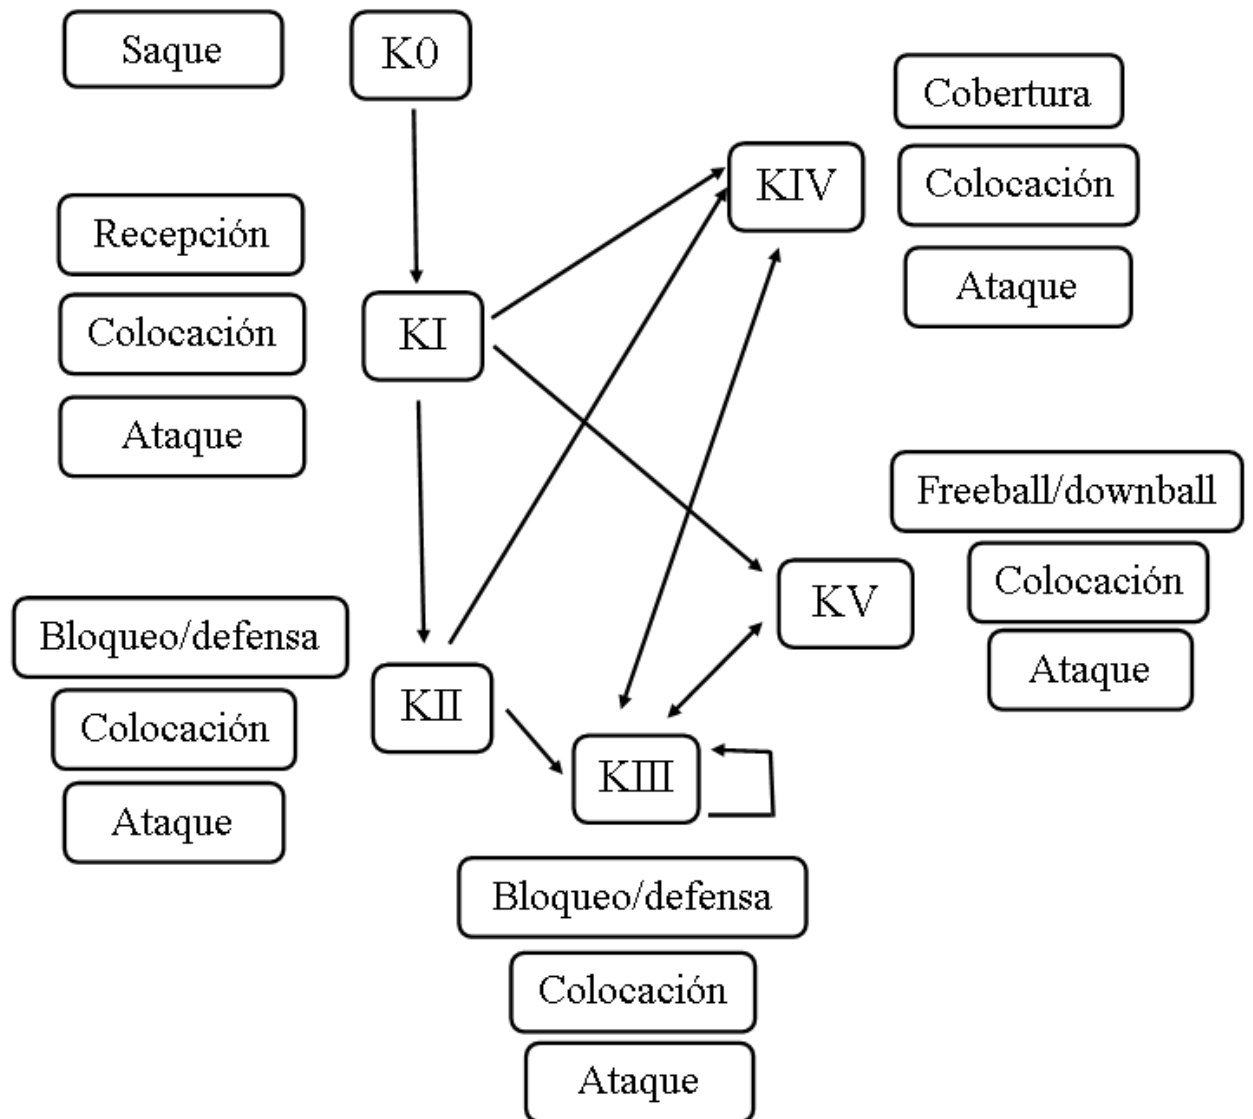 Saque
K0
Cobertura
KIV
Colocación
Recepción
Ataque
Colocación
KI
Ataque
Freeball/downball
Colocación
KV
Bloqueo/defensa
Ataque
KII
Colocación
KIII
Ataque
Bloqueo/defensa
Colocación
Ataque